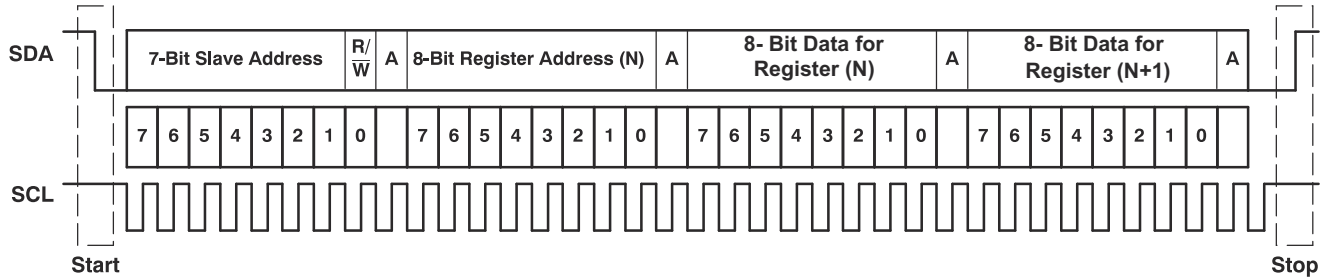 SDA
7-Bit Slave Address
R/
W
A
8-Bit Register Address (N)
A
8- Bit Data for
Register (N)
A
8- Bit Data for
Register (N+1)
A
7 6 5 4 3 2 1 0 7 6 5 4 3 2 1 0 7 6 5 4 3 2 1 0 7 6 5 4 3 2 1 0
SCL
Start
Stop